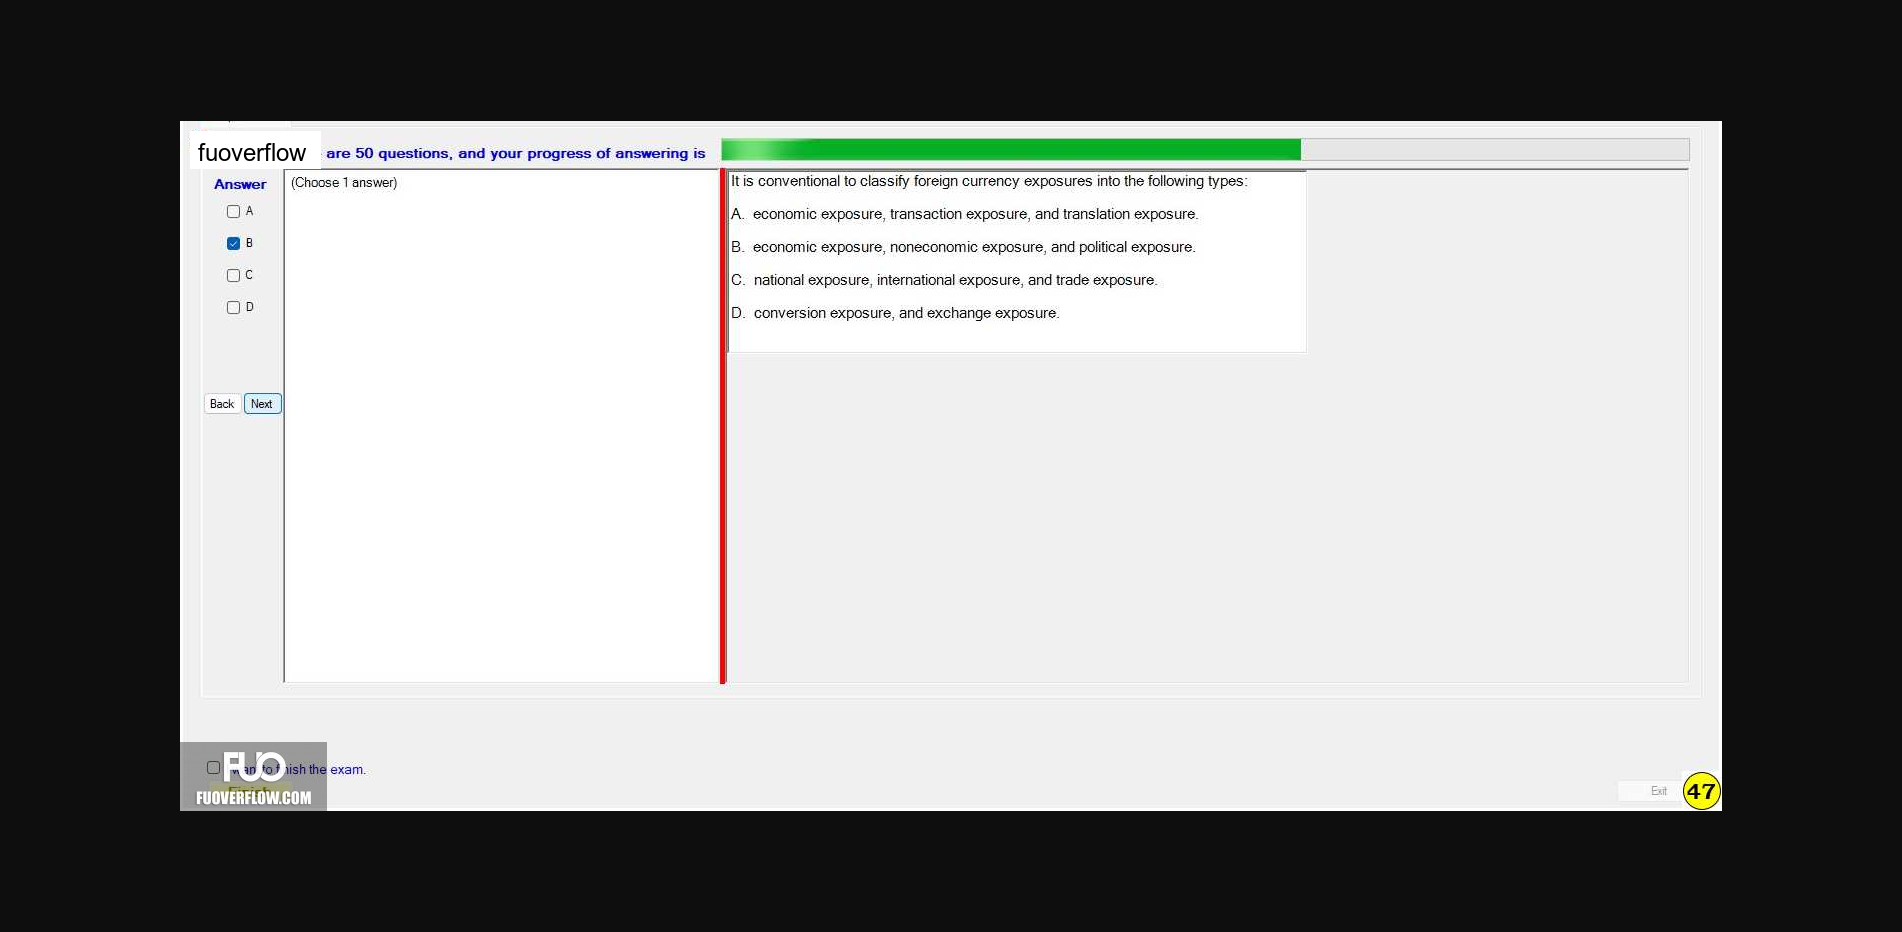 fuoverflow are 50 questions, and your progress of answering is
Answer
(Choose 1 answer)
A
B
C
D
Back Next
It is conventional to classify foreign currency exposures into the following types:
A. economic exposure, transaction exposure, and translation exposure.
B. economic exposure, noneconomic exposure, and political exposure.
C. national exposure, international exposure, and trade exposure.
D. conversion exposure, and exchange exposure.
I want to finish the exam.
Finish
FUO
FUOVERFLOW.COM
Exit
47